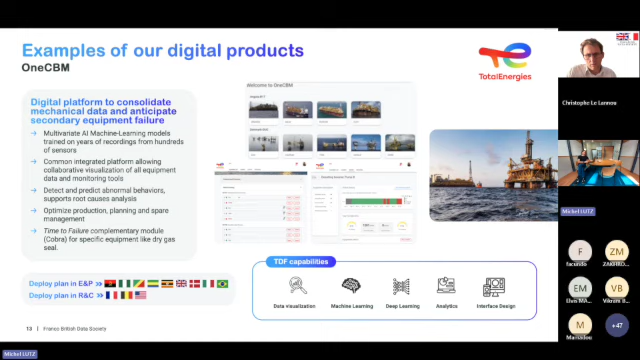 Examples of our digital products
OneCBM
TotalEnergies
Digital platform to consolidate
mechanical data and anticipate
secondary equipment failure
→ Multivariate AI Machine-Learning models
trained on years of recordings from hundreds
of sensors
→ Common integrated platform allowing
collaborative visualization of all equipment
data and monitoring tools
→ Detect and predict abnormal behaviors,
supports root causes analysis
→ Optimize production, planning and spare
management
→ Time to Failure complementary module
(Cobra) for specific equipment like dry gas
seal.
Welcome to OneCBM
Deploy plan in E&P >>
Deploy plan in R&C >>
TDF capabilities
Data visualization
Machine Learning
Deep Learning
Analytics
Interface Design
13 | Franco British Data Society
Michel LUTZ
Christophe Le Lannou
Michel LUTZ
F
facundo
ZM
EM
Elvis MA...
VB
Vikram
M
+47